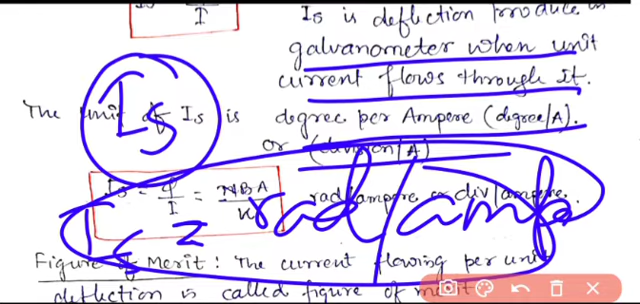 I
Is is deflection produce in
galvanometer when unit
current flows through it.
The unit of Is is degree per Ampere (degree/A).
or (division/A)
Is
Is = φ/I = NBA/K rad/ampere or div/ampere.
Is = rad/amp
Figure of Merit: The current flowing per unit
deflection is called figure of merit